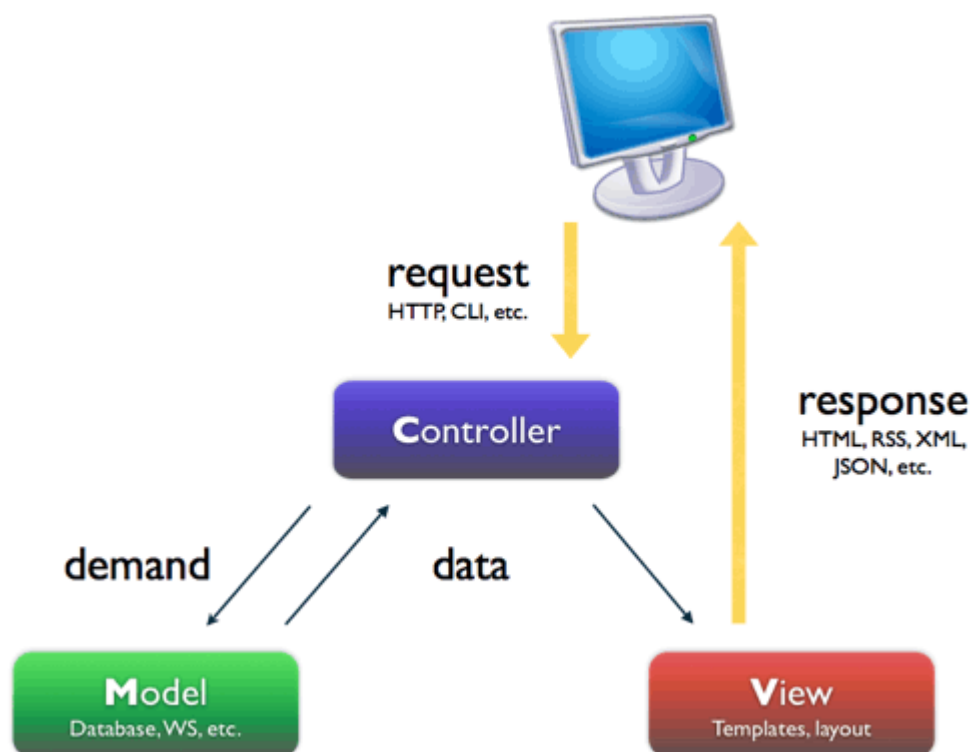 request
HTTP, CLI, etc.
Controller
response
HTML, RSS, XML,
JSON, etc.
demand
data
Model
Database, WS, etc.
View
Templates, layout